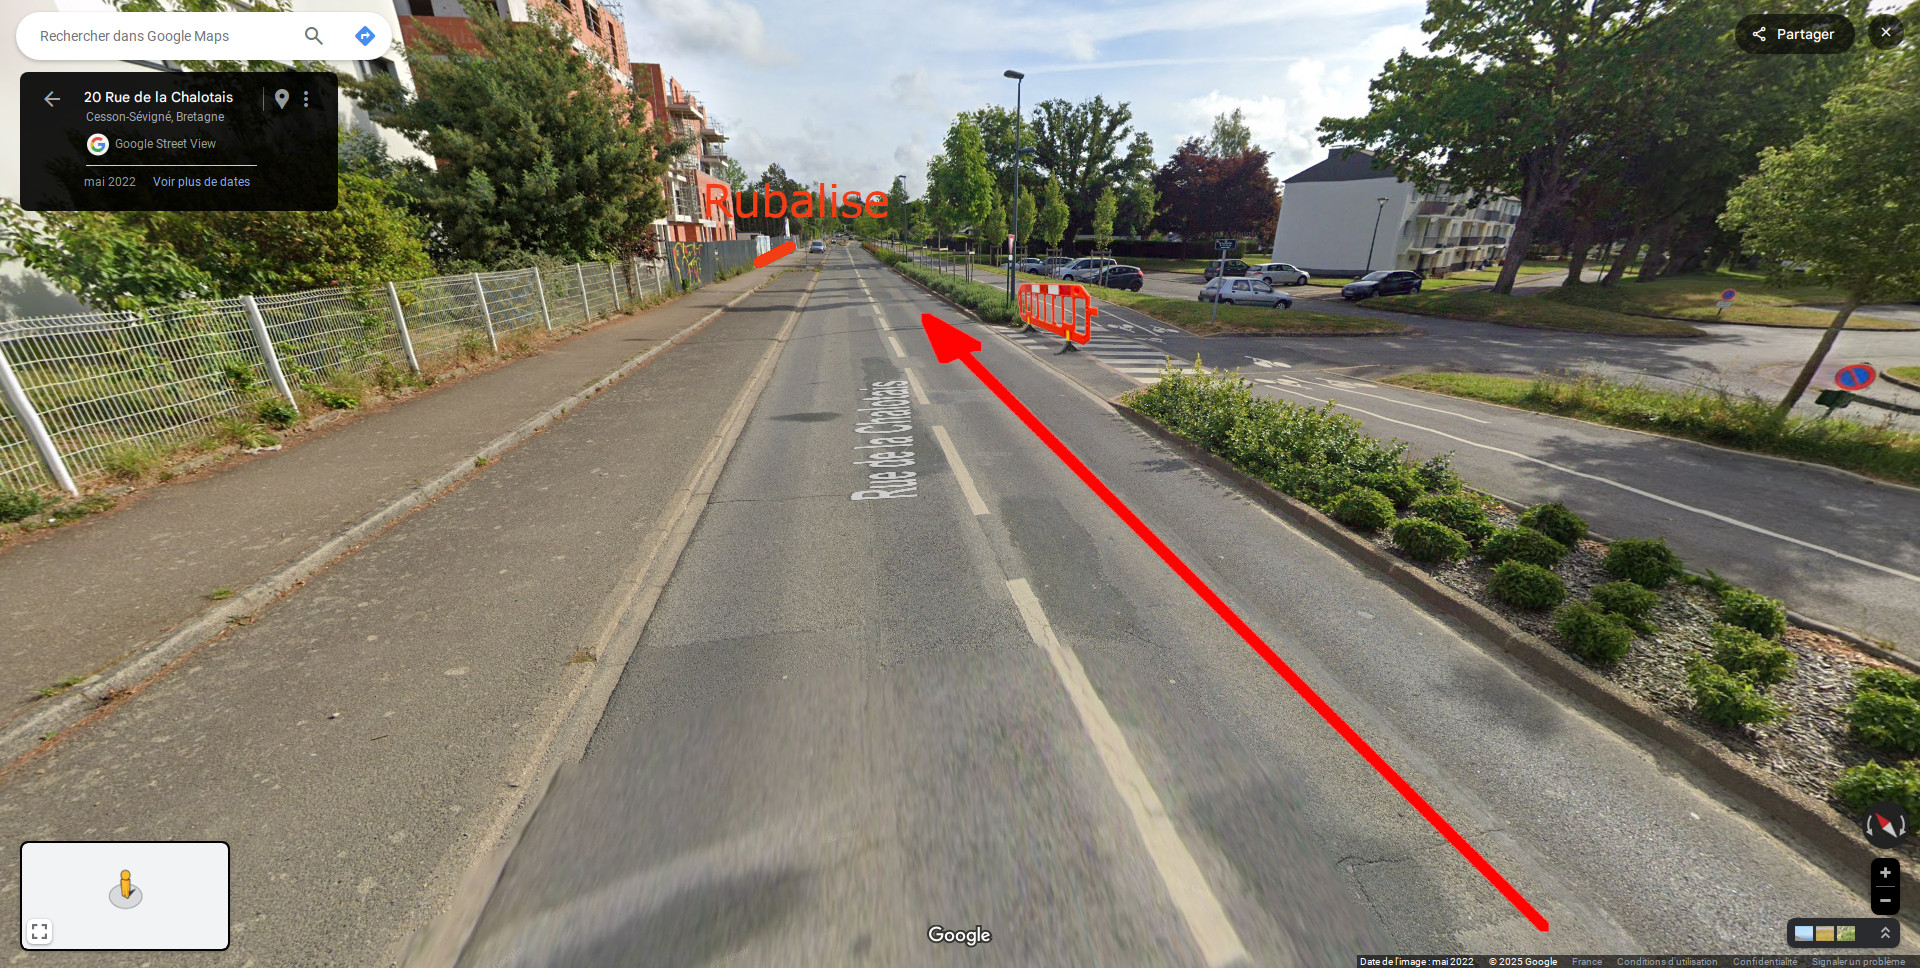 Rechercher dans Google Maps
Partager
20 Rue de la Chalotais
Cesson-Sévigné, Bretagne
Google Street View
mai 2022 Voir plus de dates
Rubalise
Rue de la Chalotais
Google
Date de l'image : mai 2022 © 2025 Google France Conditions d'utilisation Confidentialité Signaler un problème